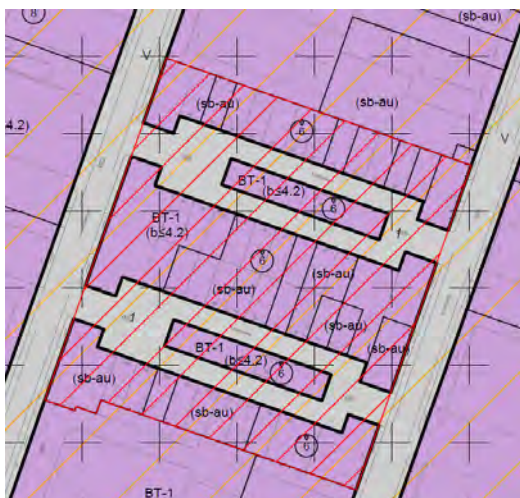 8
(sb-au)
V
(sb-au)
(sb-au)
6
≤4.2)
V
BT-1
(b≤4.2)
6
BT-1
(b≤4.2)
6
(sb-au)
(sb-au)
(sb-au)
BT-1
(b≤4.2)
(sb-au)
6
(sb-au)
(sb-au)
6
BT-1